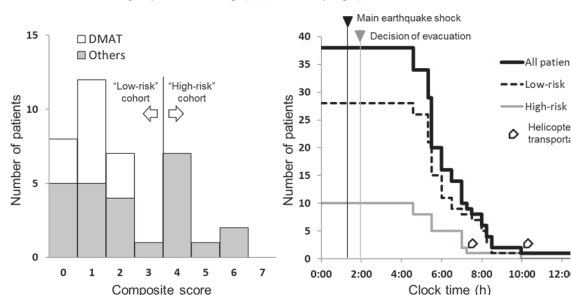 15
10
5
0
Number of patients
DMAT
Others
“Low-risk” cohort
“High-risk” cohort
0 1 2 3 4 5 6 7
Composite score
Main earthquake shock
Decision of evacuation
40
35
30
25
20
15
10
5
0
Number of patients
All patien
Low-risk
High-risk
Helicopte
transporta
0:00 2:00 4:00 6:00 8:00 10:00 12:00
Clock time (h)